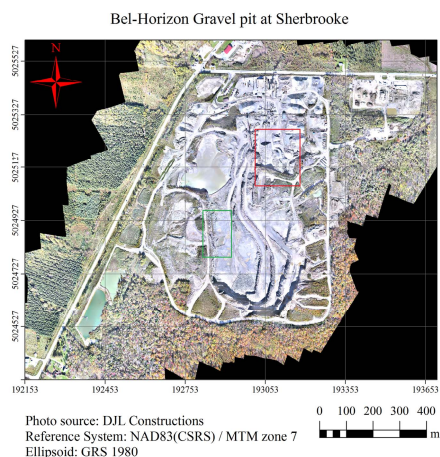 Bel-Horizon Gravel pit at Sherbrooke
N
5025527
5025327
5025127
5024927
5024727
5024527
192153 192453 192753 193053 193353 193653
Photo source: DJL Constructions
Reference System: NAD83(CSRS) / MTM zone 7
Ellipsoid: GRS 1980
0 100 200 300 400
m